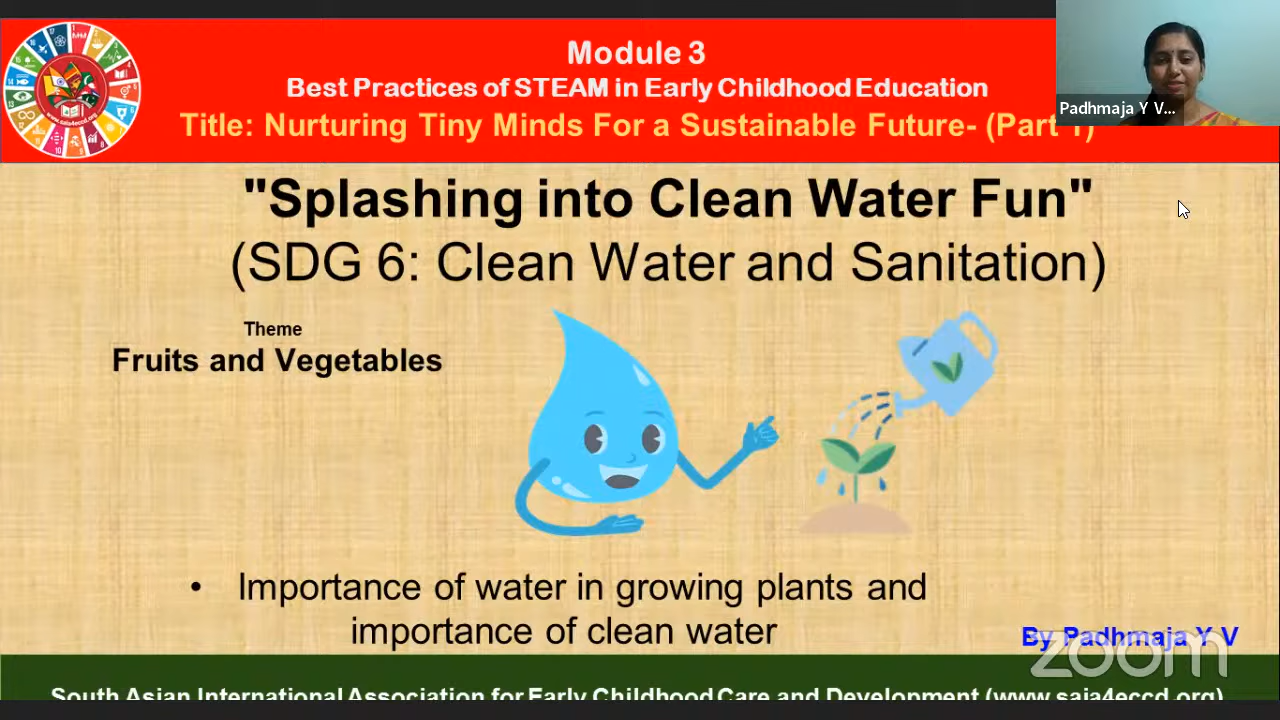 Module 3
Best Practices of STEAM in Early Childhood Education
Title: Nurturing Tiny Minds For a Sustainable Future- (Part 1)
Padhmaja Y V...
www.saia4eccd.org
"Splashing into Clean Water Fun"
(SDG 6: Clean Water and Sanitation)
Theme
Fruits and Vegetables
• Importance of water in growing plants and
importance of clean water
By Padhmaja Y V
zoom
South Asian International Association for Early Childhood Care and Development (www.saia4eccd.org)